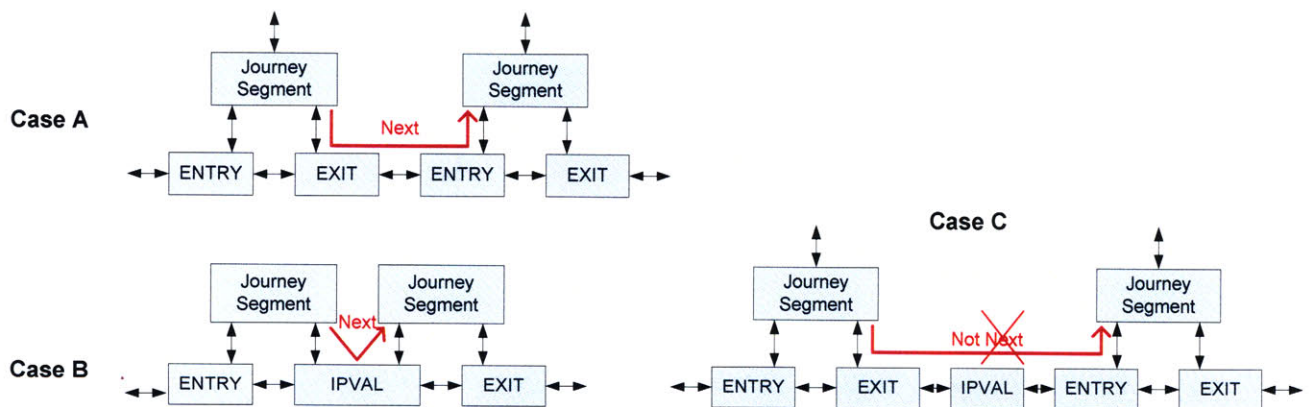 Journey
Segment
Journey
Segment
Case A
Next
ENTRY
EXIT
ENTRY
EXIT
Case C
Journey
Segment
Journey
Segment
Next
Case B
ENTRY
IPVAL
EXIT
Journey
Segment
Journey
Segment
Not Next
ENTRY
EXIT
IPVAL
ENTRY
EXIT